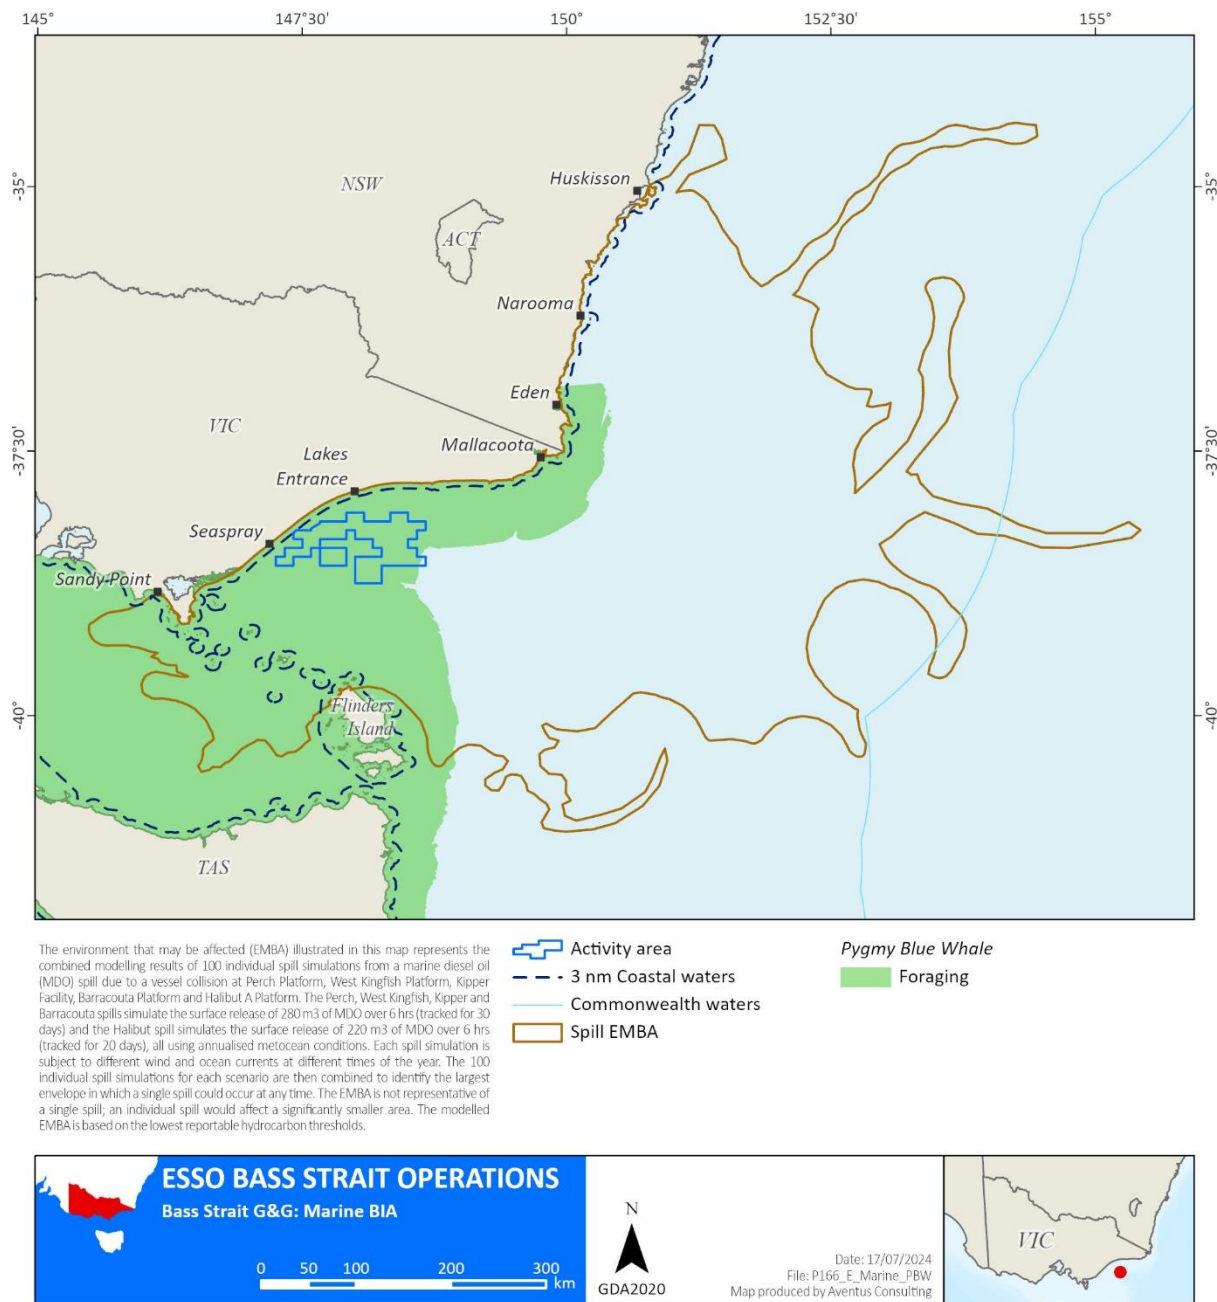 145°
147°30'
150°
152°30'
155°
Huskisson
-35°
-35°
NSW
ACT
Narooma
Eden
VIC
Mallacoota
-37°30'
-37°30'
Lakes
Entrance
Seaspray
Sandy Point
Flinders
Island
-40°
-40°
TAS
The environment that may be affected (EMBA) illustrated in this map represents the
combined modelling results of 100 individual spill simulations from a marine diesel oil
(MDO) spill due to a vessel collision at Perch Platform, West Kingfish Platform, Kipper
Facility, Barracouta Platform and Halibut A Platform. The Perch, West Kingfish, Kipper and
Barracouta spills simulate the surface release of 280 m3 of MDO over 6 hrs (tracked for 30
days) and the Halibut spill simulates the surface release of 220 m3 of MDO over 6 hrs
(tracked for 20 days), all using annualised metocean conditions. Each spill simulation is
subject to different wind and ocean currents at different times of the year. The 100
individual spill simulations for each scenario are then combined to identify the largest
envelope in which a single spill could occur at any time. The EMBA is not representative of
a single spill; an individual spill would affect a significantly smaller area. The modelled
EMBA is based on the lowest reportable hydrocarbon thresholds.
Activity area
3 nm Coastal waters
Commonwealth waters
Spill EMBA
Pygmy Blue Whale
Foraging
ESSO BASS STRAIT OPERATIONS
Bass Strait G&G: Marine BIA
0 50 100 200 300
km
N
GDA2020
Date: 17/07/2024
File: P166_E_Marine_PBW
Map produced by Aventus Consulting
VIC